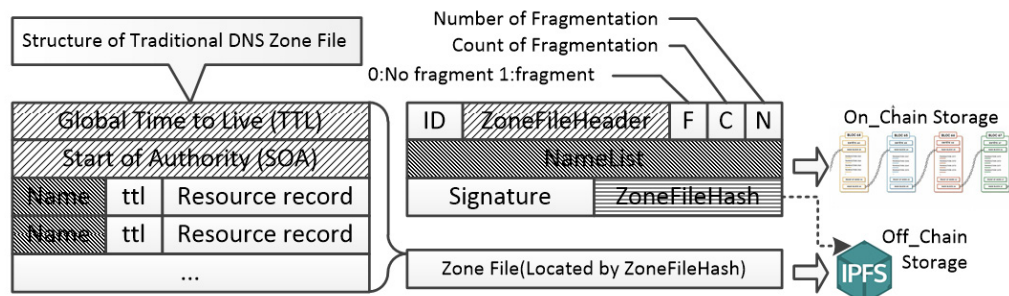 Number of Fragmentation
Structure of Traditional DNS Zone File
Count of Fragmentation
0:No fragment 1:fragment
Global Time to Live (TTL)
ID ZoneFileHeader F C N
On_Chain Storage
Start of Authority (SOA)
NameList
Name ttl Resource record
Signature ZoneFileHash
Name ttl Resource record
...
Zone File(Located by ZoneFileHash)
Off_Chain
Storage
IPFS